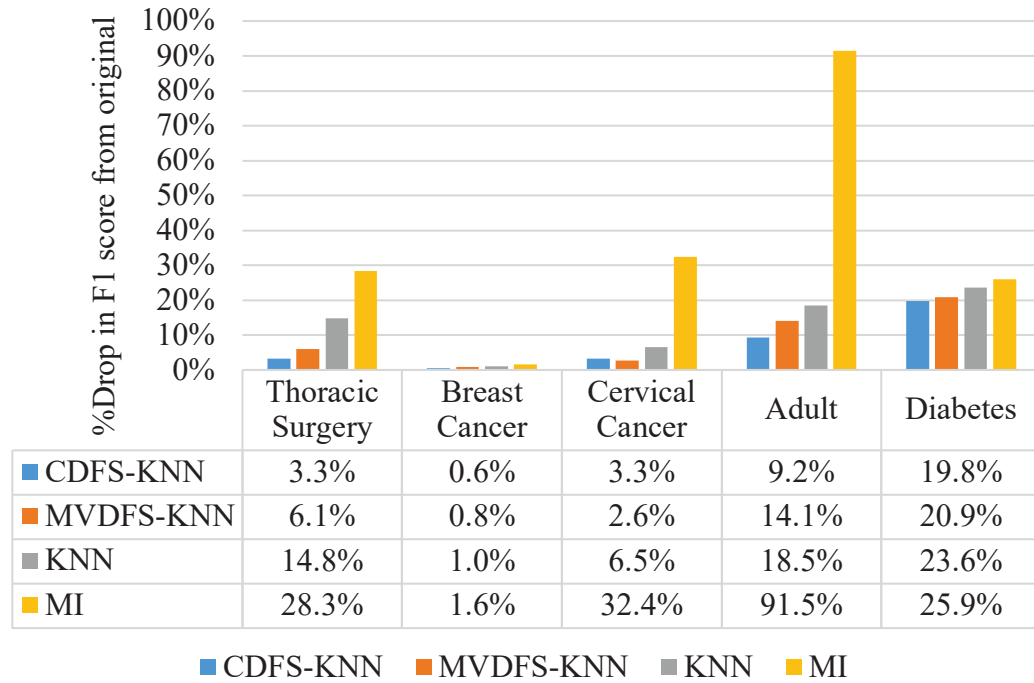 %Drop in F1 score from original
100%
90%
80%
70%
60%
50%
40%
30%
20%
10%
0%
Thoracic Surgery Breast Cancer Cervical Cancer Adult Diabetes
CDFS-KNN 3.3% 0.6% 3.3% 9.2% 19.8%
MVDFS-KNN 6.1% 0.8% 2.6% 14.1% 20.9%
KNN 14.8% 1.0% 6.5% 18.5% 23.6%
MI 28.3% 1.6% 32.4% 91.5% 25.9%
CDFS-KNN MVDFS-KNN KNN MI